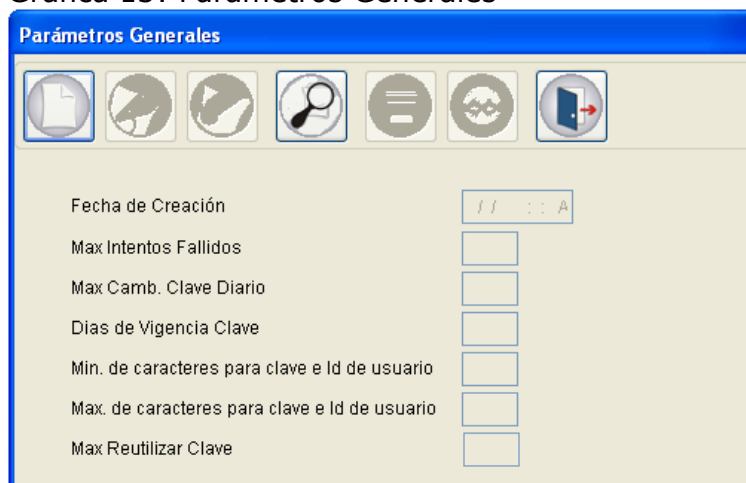 Parámetros Generales
Fecha de Creación // : : A
Max Intentos Fallidos
Max Camb. Clave Diario
Dias de Vigencia Clave
Min. de caracteres para clave e Id de usuario
Max. de caracteres para clave e Id de usuario
Max Reutilizar Clave